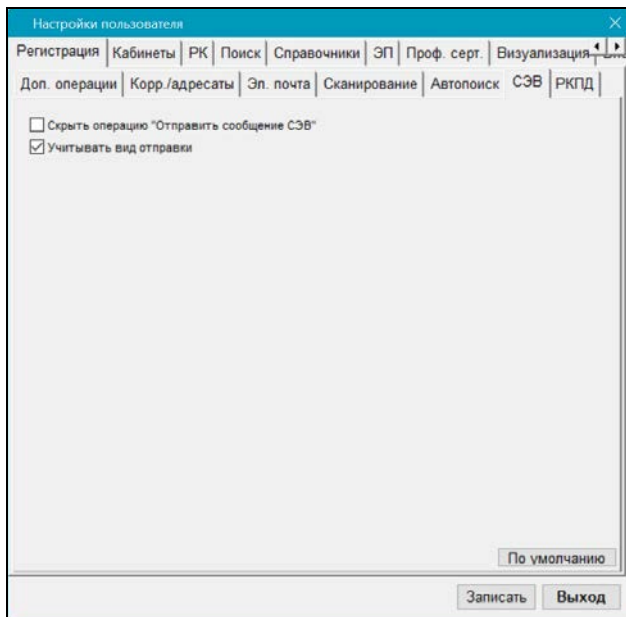 Настройки пользователя
Регистрация Кабинеты РК Поиск Справочники ЭП Проф. серт. Визуализация
Доп. операции Корр./адресаты Эл. почта Сканирование Автопоиск СЭВ РКПД
Скрыть операцию "Отправить сообщение СЭВ"
Учитывать вид отправки
По умолчанию
Записать Выход